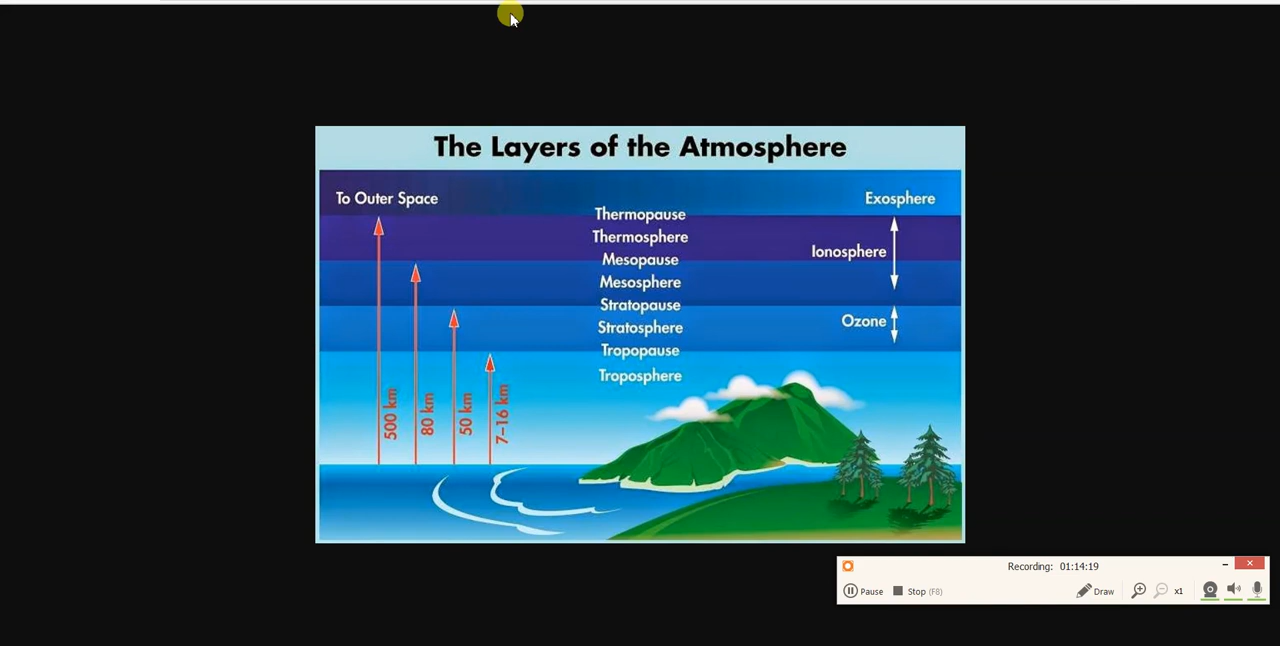 The Layers of the Atmosphere
To Outer Space
Exosphere
Thermopause
Thermosphere
Ionosphere
Mesopause
Mesosphere
Stratopause
Ozone
Stratosphere
Tropopause
Troposphere
500 km
80 km
50 km
7–16 km
Recording: 01:14:19
Pause
Stop (F8)
Draw
x1